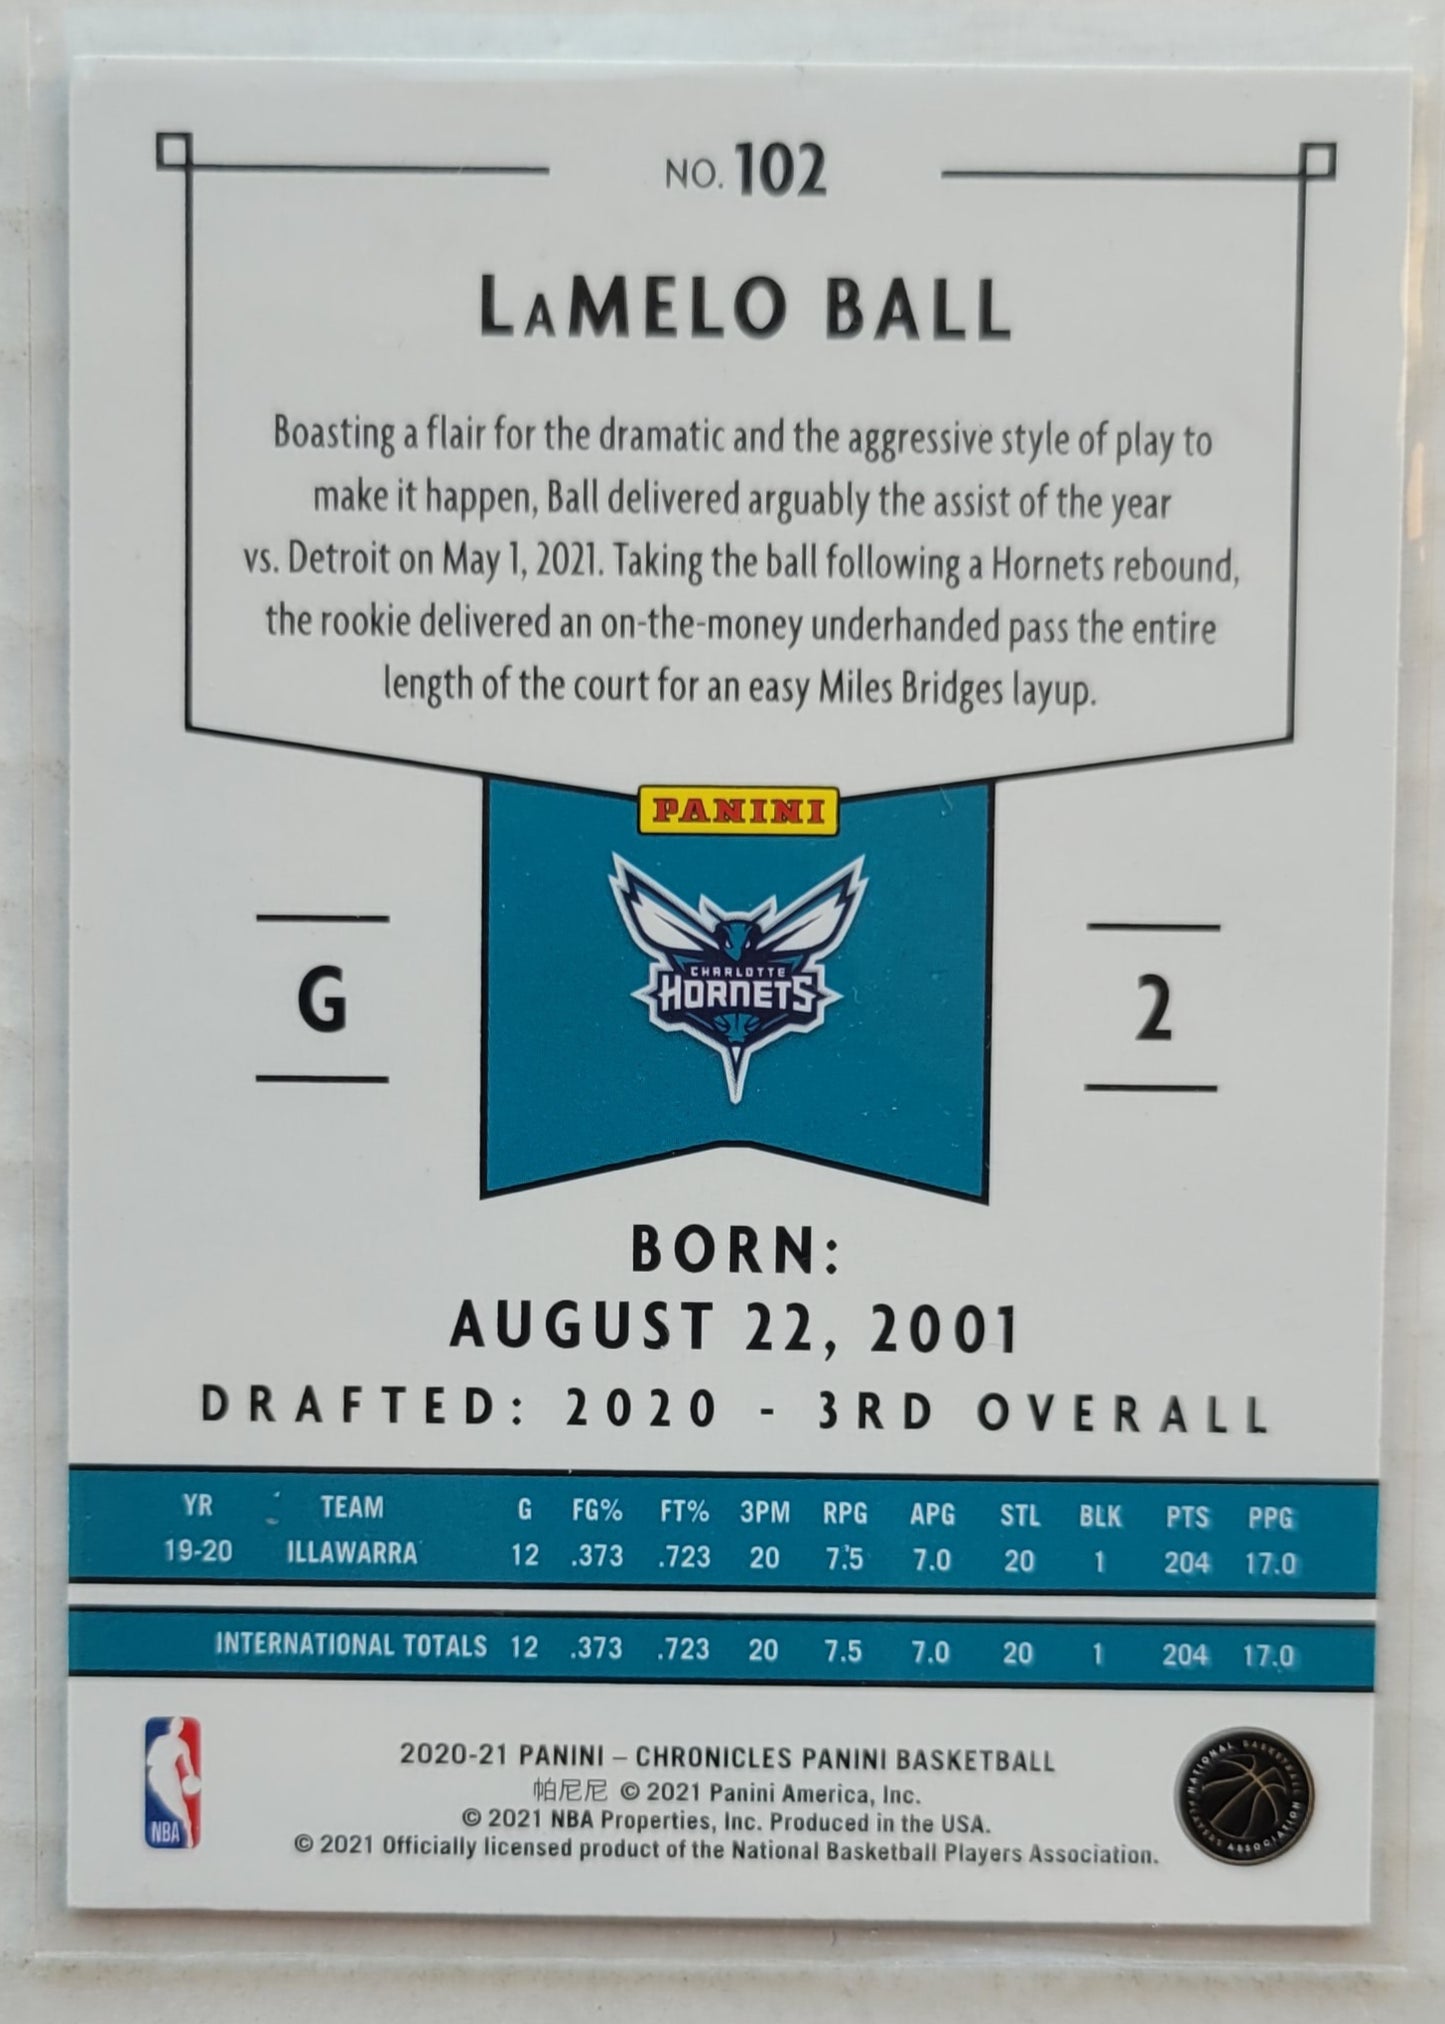 NO. 102
LaMELO BALL
Boasting a flair for the dramatic and the aggressive style of play to
make it happen, Ball delivered arguably the assist of the year
vs. Detroit on May 1, 2021. Taking the ball following a Hornets rebound,
the rookie delivered an on-the-money underhanded pass the entire
length of the court for an easy Miles Bridges layup.
PANINI
CHARLOTTE
HORNETS
G
2
BORN:
AUGUST 22, 2001
DRAFTED: 2020 - 3RD OVERALL
YR TEAM G FG% FT% 3PM RPG APG STL BLK PTS PPG
19-20 ILLAWARRA 12 .373 .723 20 7.5 7.0 20 1 204 17.0
INTERNATIONAL TOTALS 12 .373 .723 20 7.5 7.0 20 1 204 17.0
2020-21 PANINI – CHRONICLES PANINI BASKETBALL
帕尼尼 © 2021 Panini America, Inc.
© 2021 NBA Properties, Inc. Produced in the USA.
© 2021 Officially licensed product of the National Basketball Players Association.
NBA
NATIONAL BASKETBALL PLAYERS ASSOCIATION